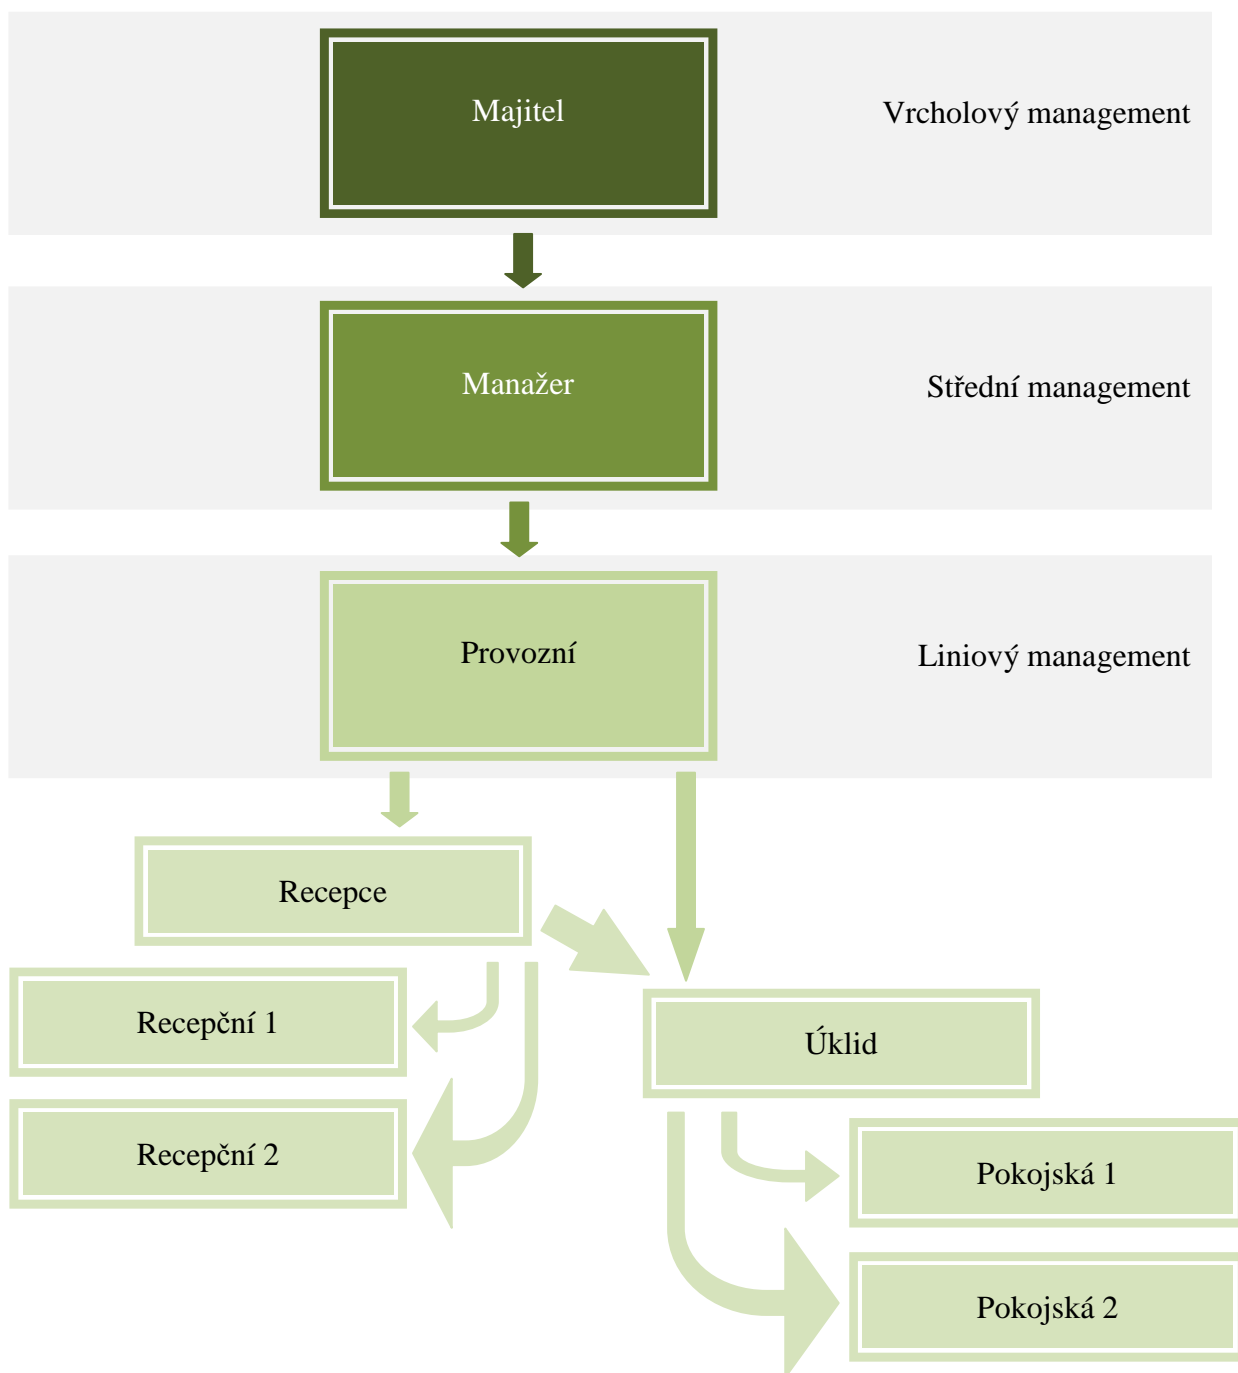 Majitel
Vrcholový management
Manažer
Střední management
Provozní
Liniový management
Recepce
Recepční 1
Úklid
Recepční 2
Pokojská 1
Pokojská 2